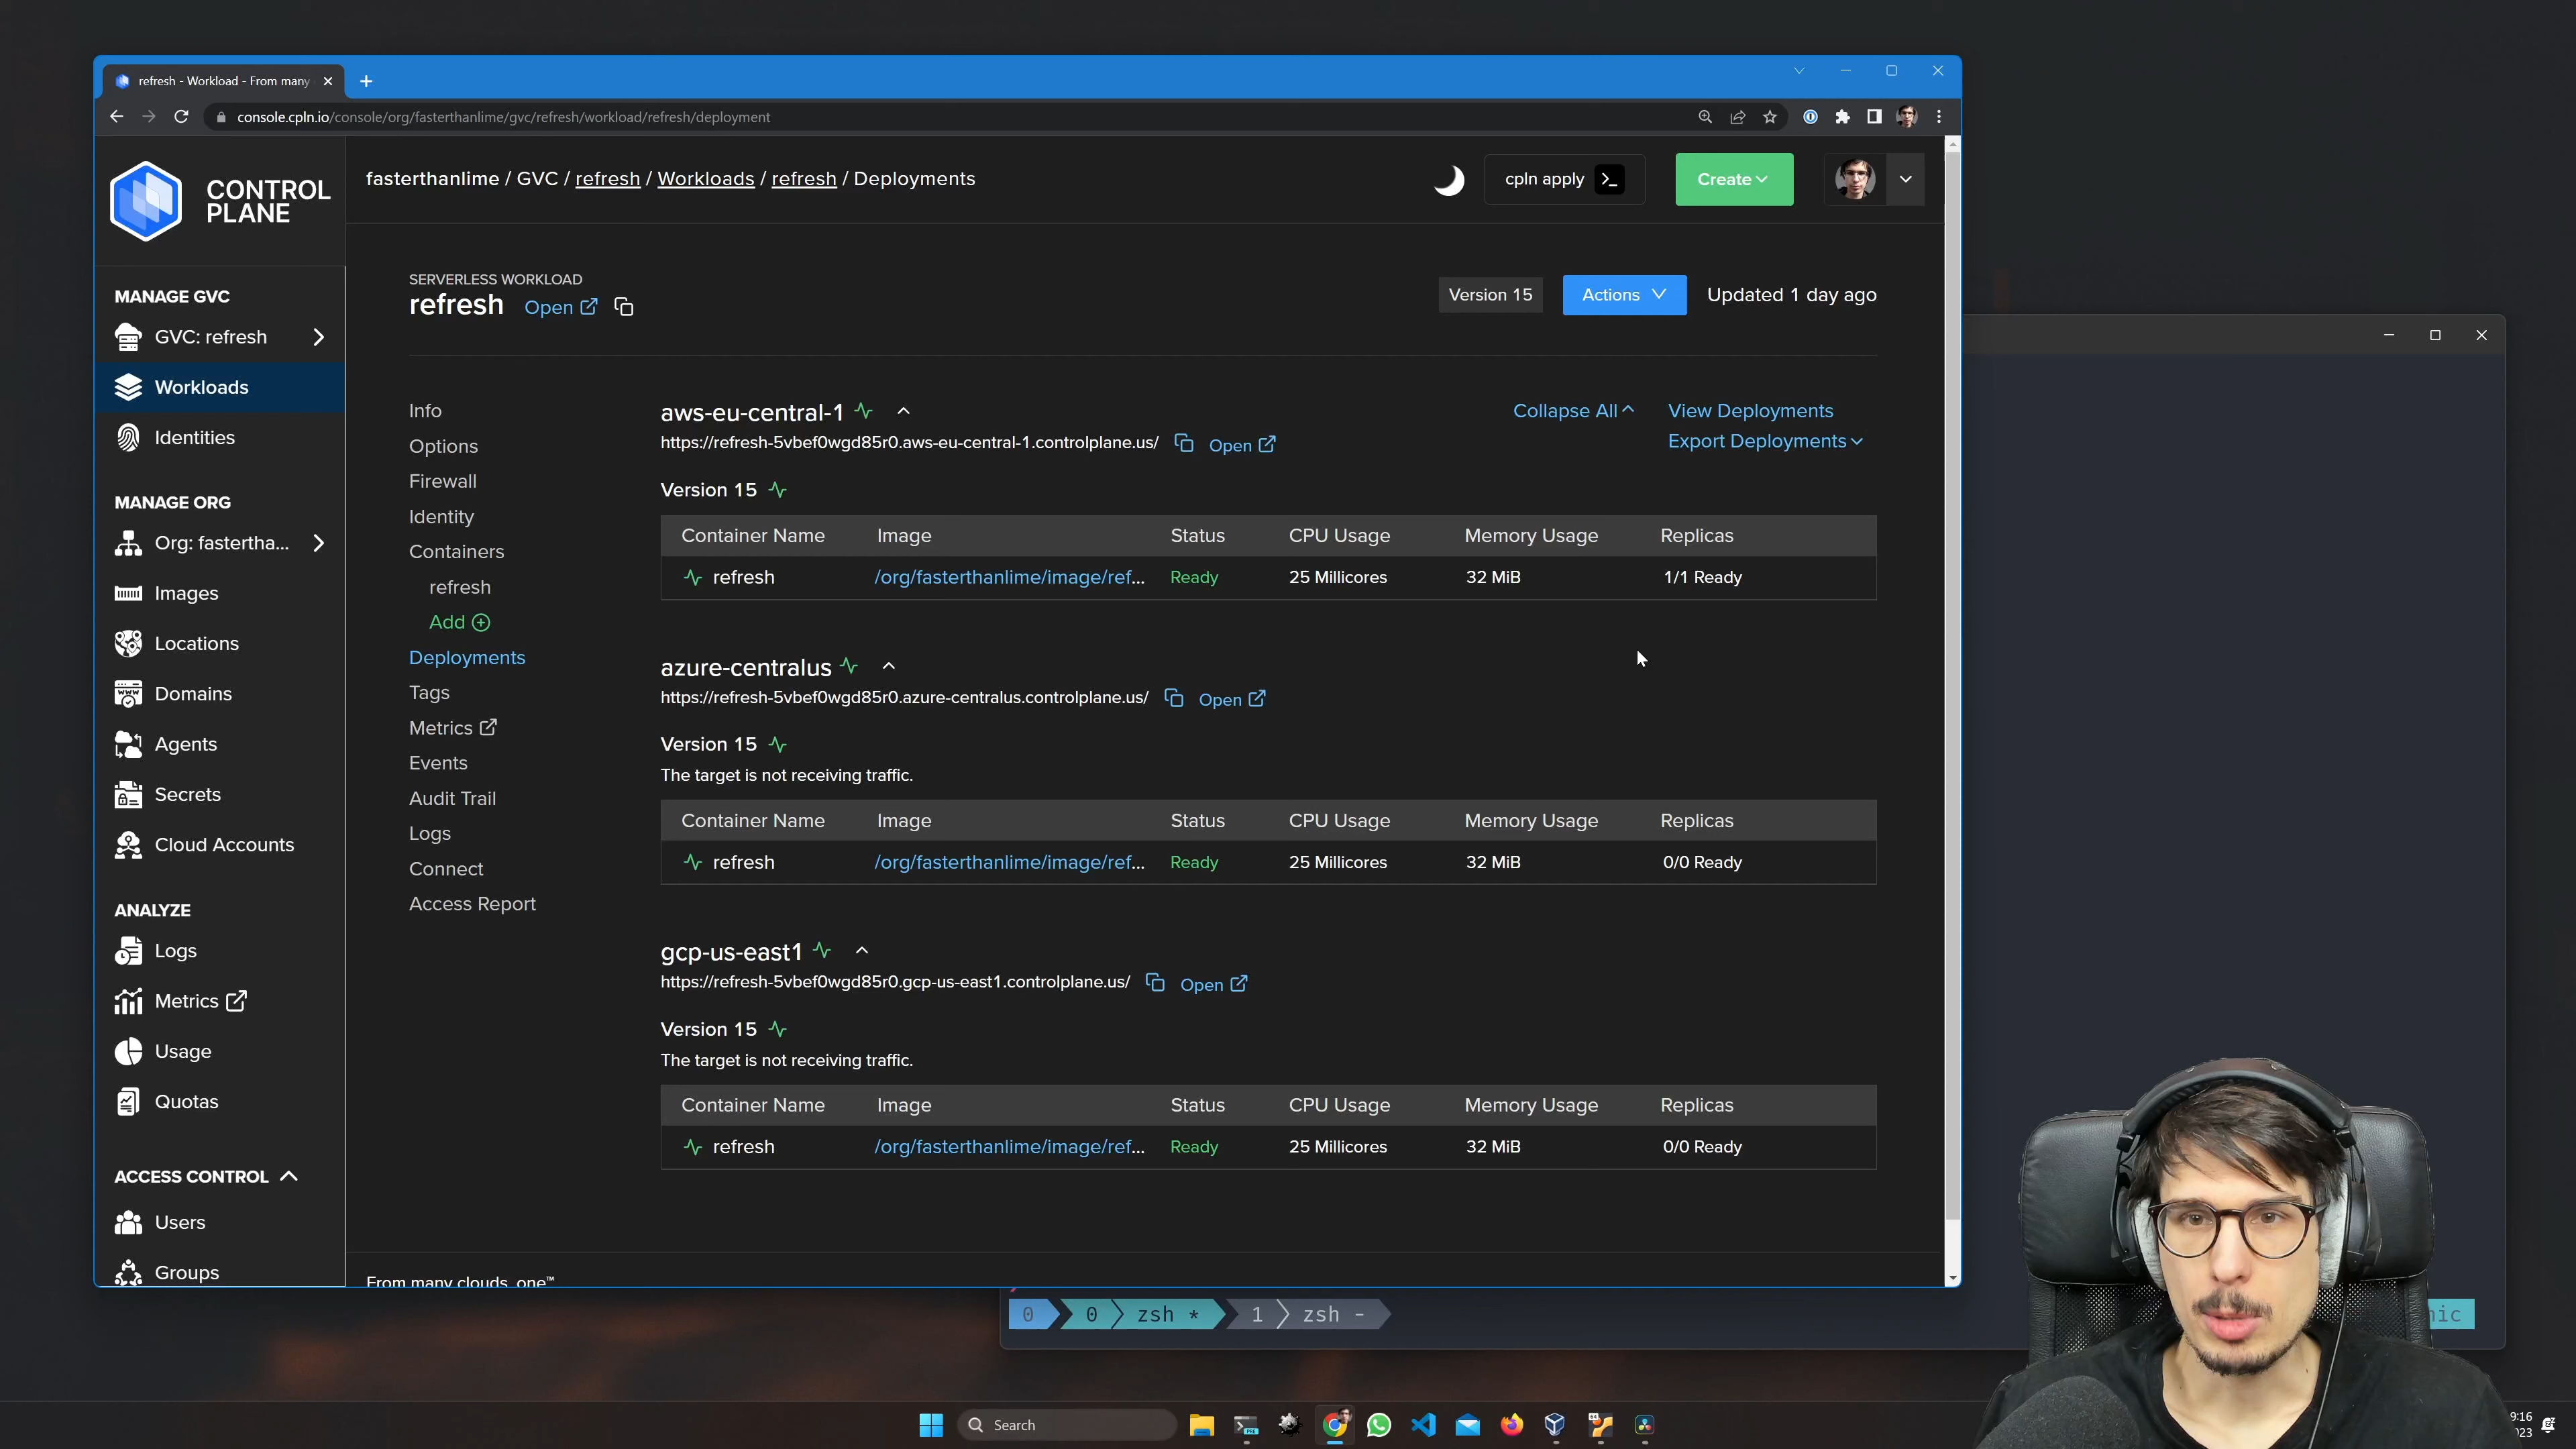 refresh - Workload - From many
console.cpln.io/console/org/fasterthanlime/gvc/refresh/workload/refresh/deployment
CONTROL
PLANE
fasterthanlime / GVC / refresh / Workloads / refresh / Deployments
cpln apply
Create
MANAGE GVC
GVC: refresh
Workloads
Identities
MANAGE ORG
Org: fastertha...
Images
Locations
Domains
Agents
Secrets
Cloud Accounts
ANALYZE
Logs
Metrics
Usage
Quotas
ACCESS CONTROL
Users
Groups
SERVERLESS WORKLOAD
refresh Open
Version 15 Actions Updated 1 day ago
Info
Options
Firewall
Identity
Containers
refresh
Add
Deployments
Tags
Metrics
Events
Audit Trail
Logs
Connect
Access Report
aws-eu-central-1
Collapse All View Deployments
https://refresh-5vbef0wgd85r0.aws-eu-central-1.controlplane.us/ Open
Export Deployments
Version 15
Container Name Image Status CPU Usage Memory Usage Replicas
refresh /org/fasterthanlime/image/ref... Ready 25 Millicores 32 MiB 1/1 Ready
azure-centralus
https://refresh-5vbef0wgd85r0.azure-centralus.controlplane.us/ Open
Version 15
The target is not receiving traffic.
Container Name Image Status CPU Usage Memory Usage Replicas
refresh /org/fasterthanlime/image/ref... Ready 25 Millicores 32 MiB 0/0 Ready
gcp-us-east1
https://refresh-5vbef0wgd85r0.gcp-us-east1.controlplane.us/ Open
Version 15
The target is not receiving traffic.
Container Name Image Status CPU Usage Memory Usage Replicas
refresh /org/fasterthanlime/image/ref... Ready 25 Millicores 32 MiB 0/0 Ready
From many clouds, one™
0 0 zsh * 1 zsh - nic
Search
9:16
023